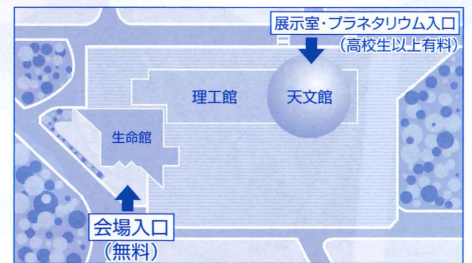 展示室・プラネタリウム入口
(高校生以上有料)
理工館
天文館
生命館
会場入口
(無料)